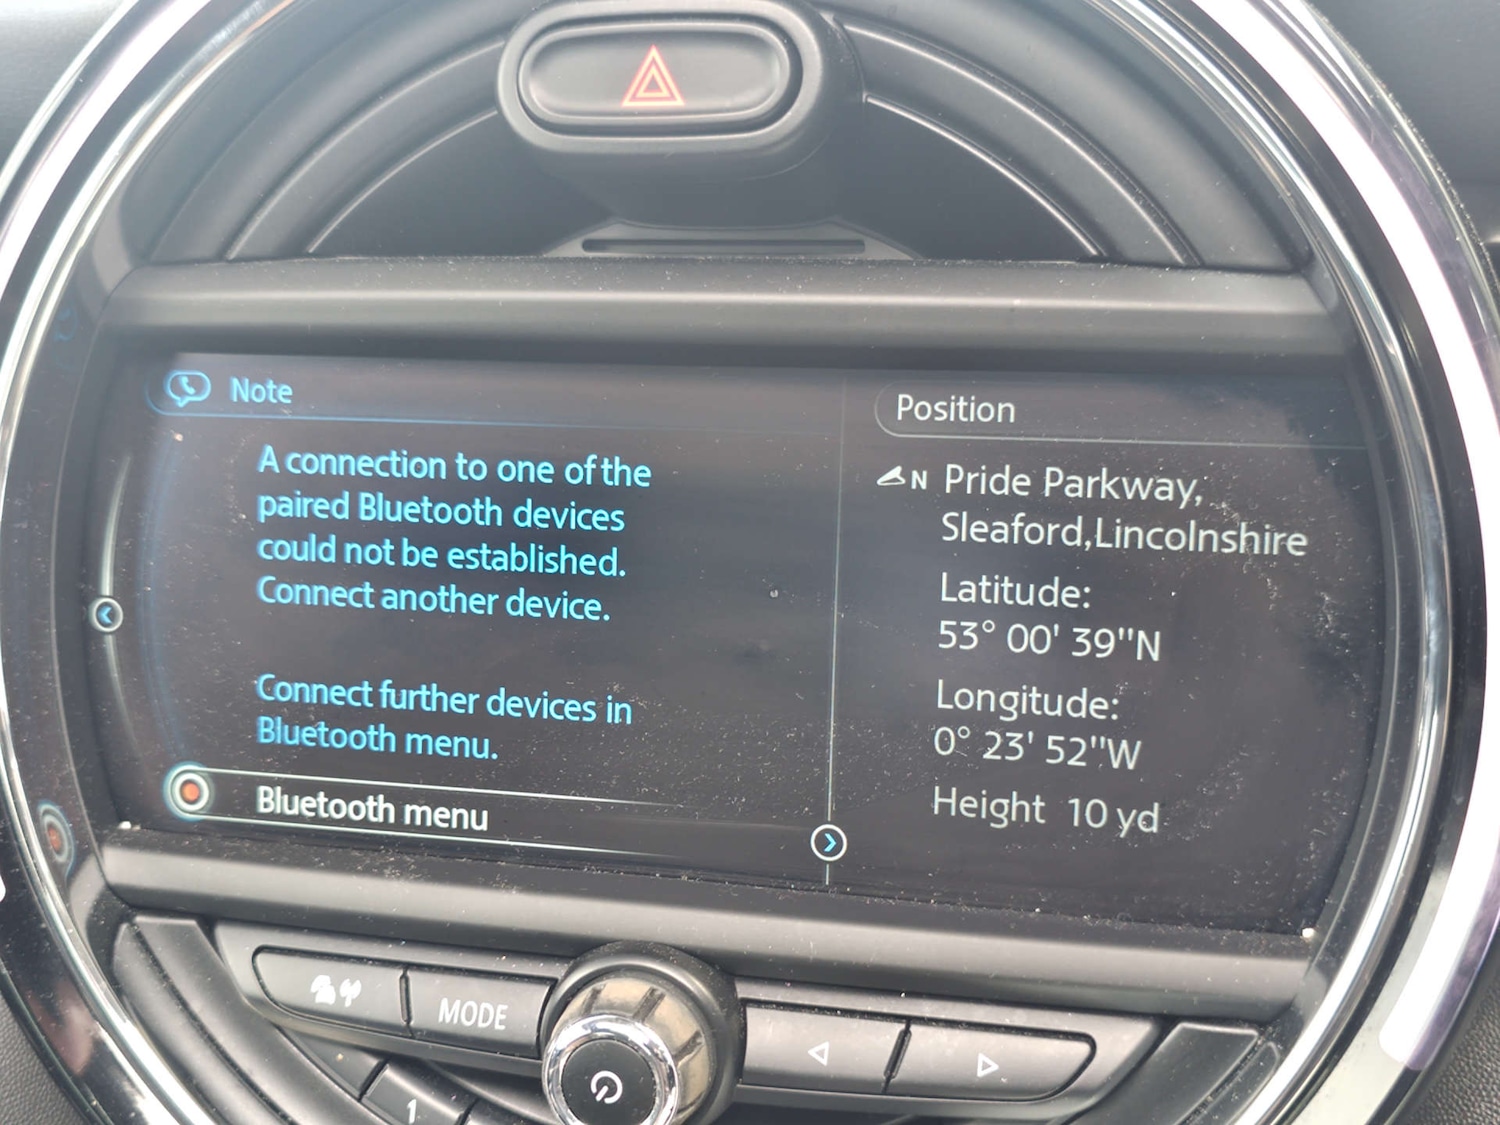 Note
A connection to one of the
paired Bluetooth devices
could not be established.
Connect another device.
Connect further devices in
Bluetooth menu.
Bluetooth menu
Position
N Pride Parkway,
Sleaford,Lincolnshire
Latitude:
53° 00' 39"N
Longitude:
0° 23' 52"W
Height 10 yd
MODE
1